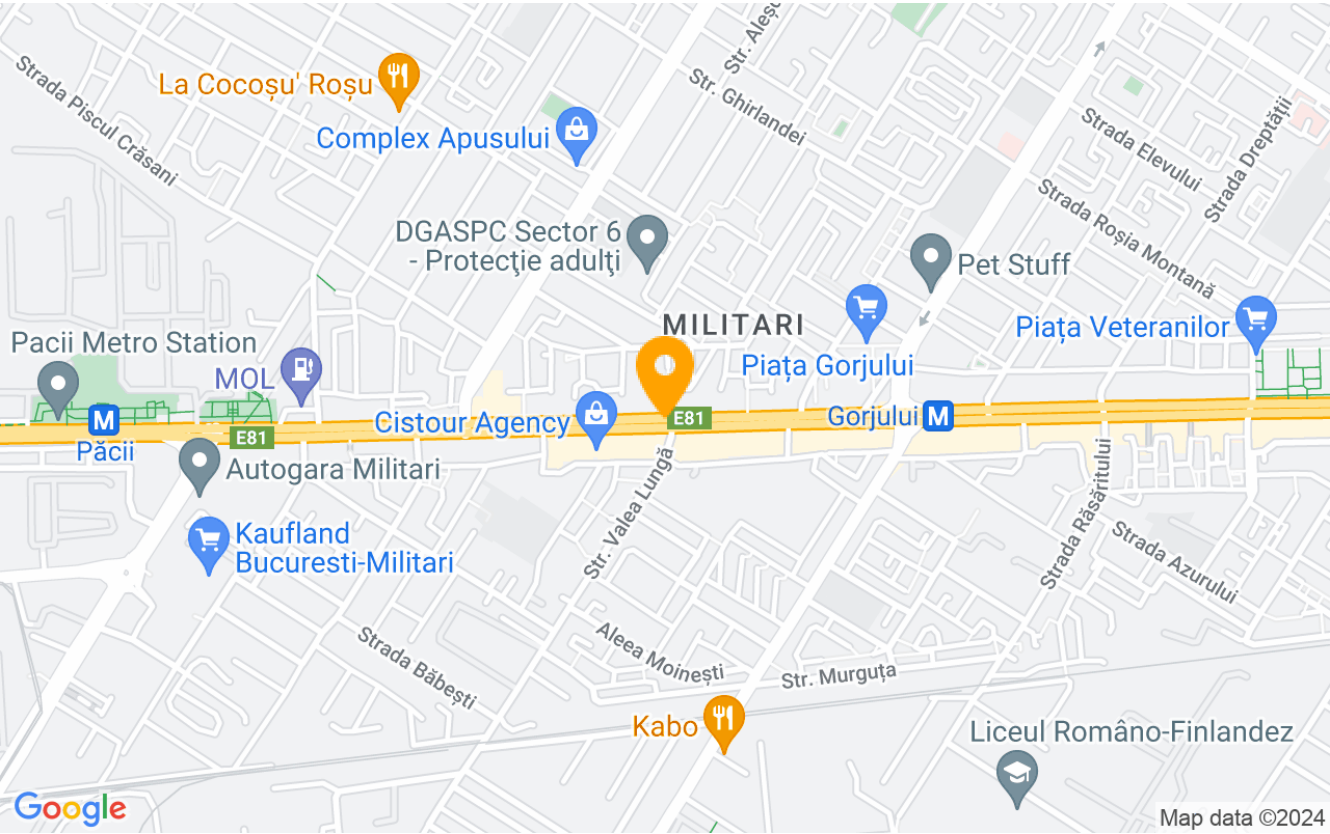 Str. Aleșd
Str. Ghirlandei
La Cocoșu' Roșu
Strada Piscul Crăsani
Complex Apusului
Strada Elevului
Strada Dreptății
Strada Roșia Montană
DGASPC Sector 6
- Protecţie adulţi
Pet Stuff
MILITARI
Piața Veteranilor
Pacii Metro Station
Piața Gorjului
MOL
Cistour Agency
E81
Gorjului
M
M
Păcii
E81
Autogara Militari
Str. Valea Lungă
Strada Răsăritului
Kaufland
Bucuresti-Militari
Strada Azurului
Strada Băbești
Aleea Moinești
Str. Murguța
Kabo
Liceul Româno-Finlandez
Google
Map data ©2024